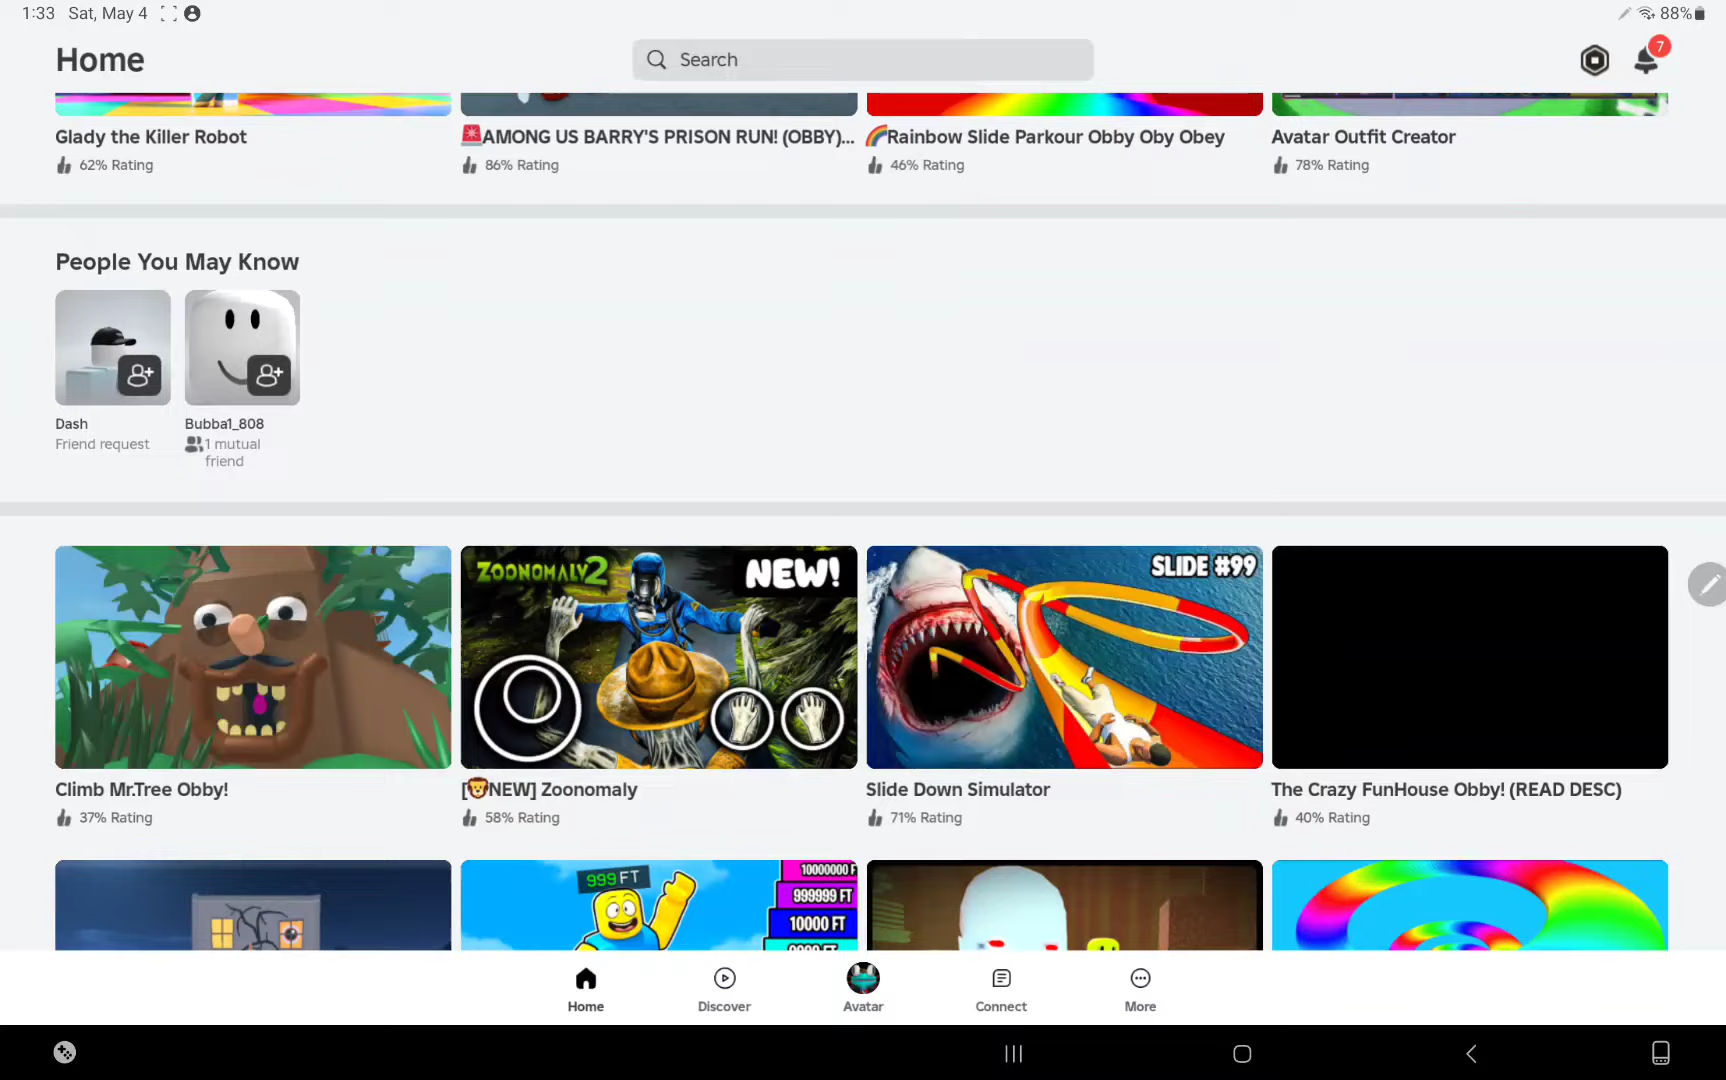 1:33 Sat, May 4
88%
Home
Search
7
Glady the Killer Robot
🚨AMONG US BARRY'S PRISON RUN! (OBBY)...
🌈Rainbow Slide Parkour Obby Oby Obey
Avatar Outfit Creator
62% Rating
86% Rating
46% Rating
78% Rating
People You May Know
Dash
Friend request
Bubba1_808
1 mutual
friend
ZOONOMALY2
NEW!
SLIDE #99
Climb Mr.Tree Obby!
[🦁NEW] Zoonomaly
Slide Down Simulator
The Crazy FunHouse Obby! (READ DESC)
37% Rating
58% Rating
71% Rating
40% Rating
999 FT
10000000 F
999999 FT
10000 FT
Home
Discover
Avatar
Connect
More